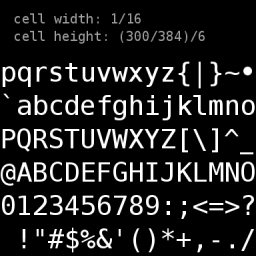 cell width: 1/16
cell height: (300/384)/6
pqrstuvwxyz{|}~•
`abcdefghijklmno
PQRSTUVWXYZ[\]^_
@ABCDEFGHIJKLMNO
0123456789:;<=>?
 !"#$%&'()*+,-./